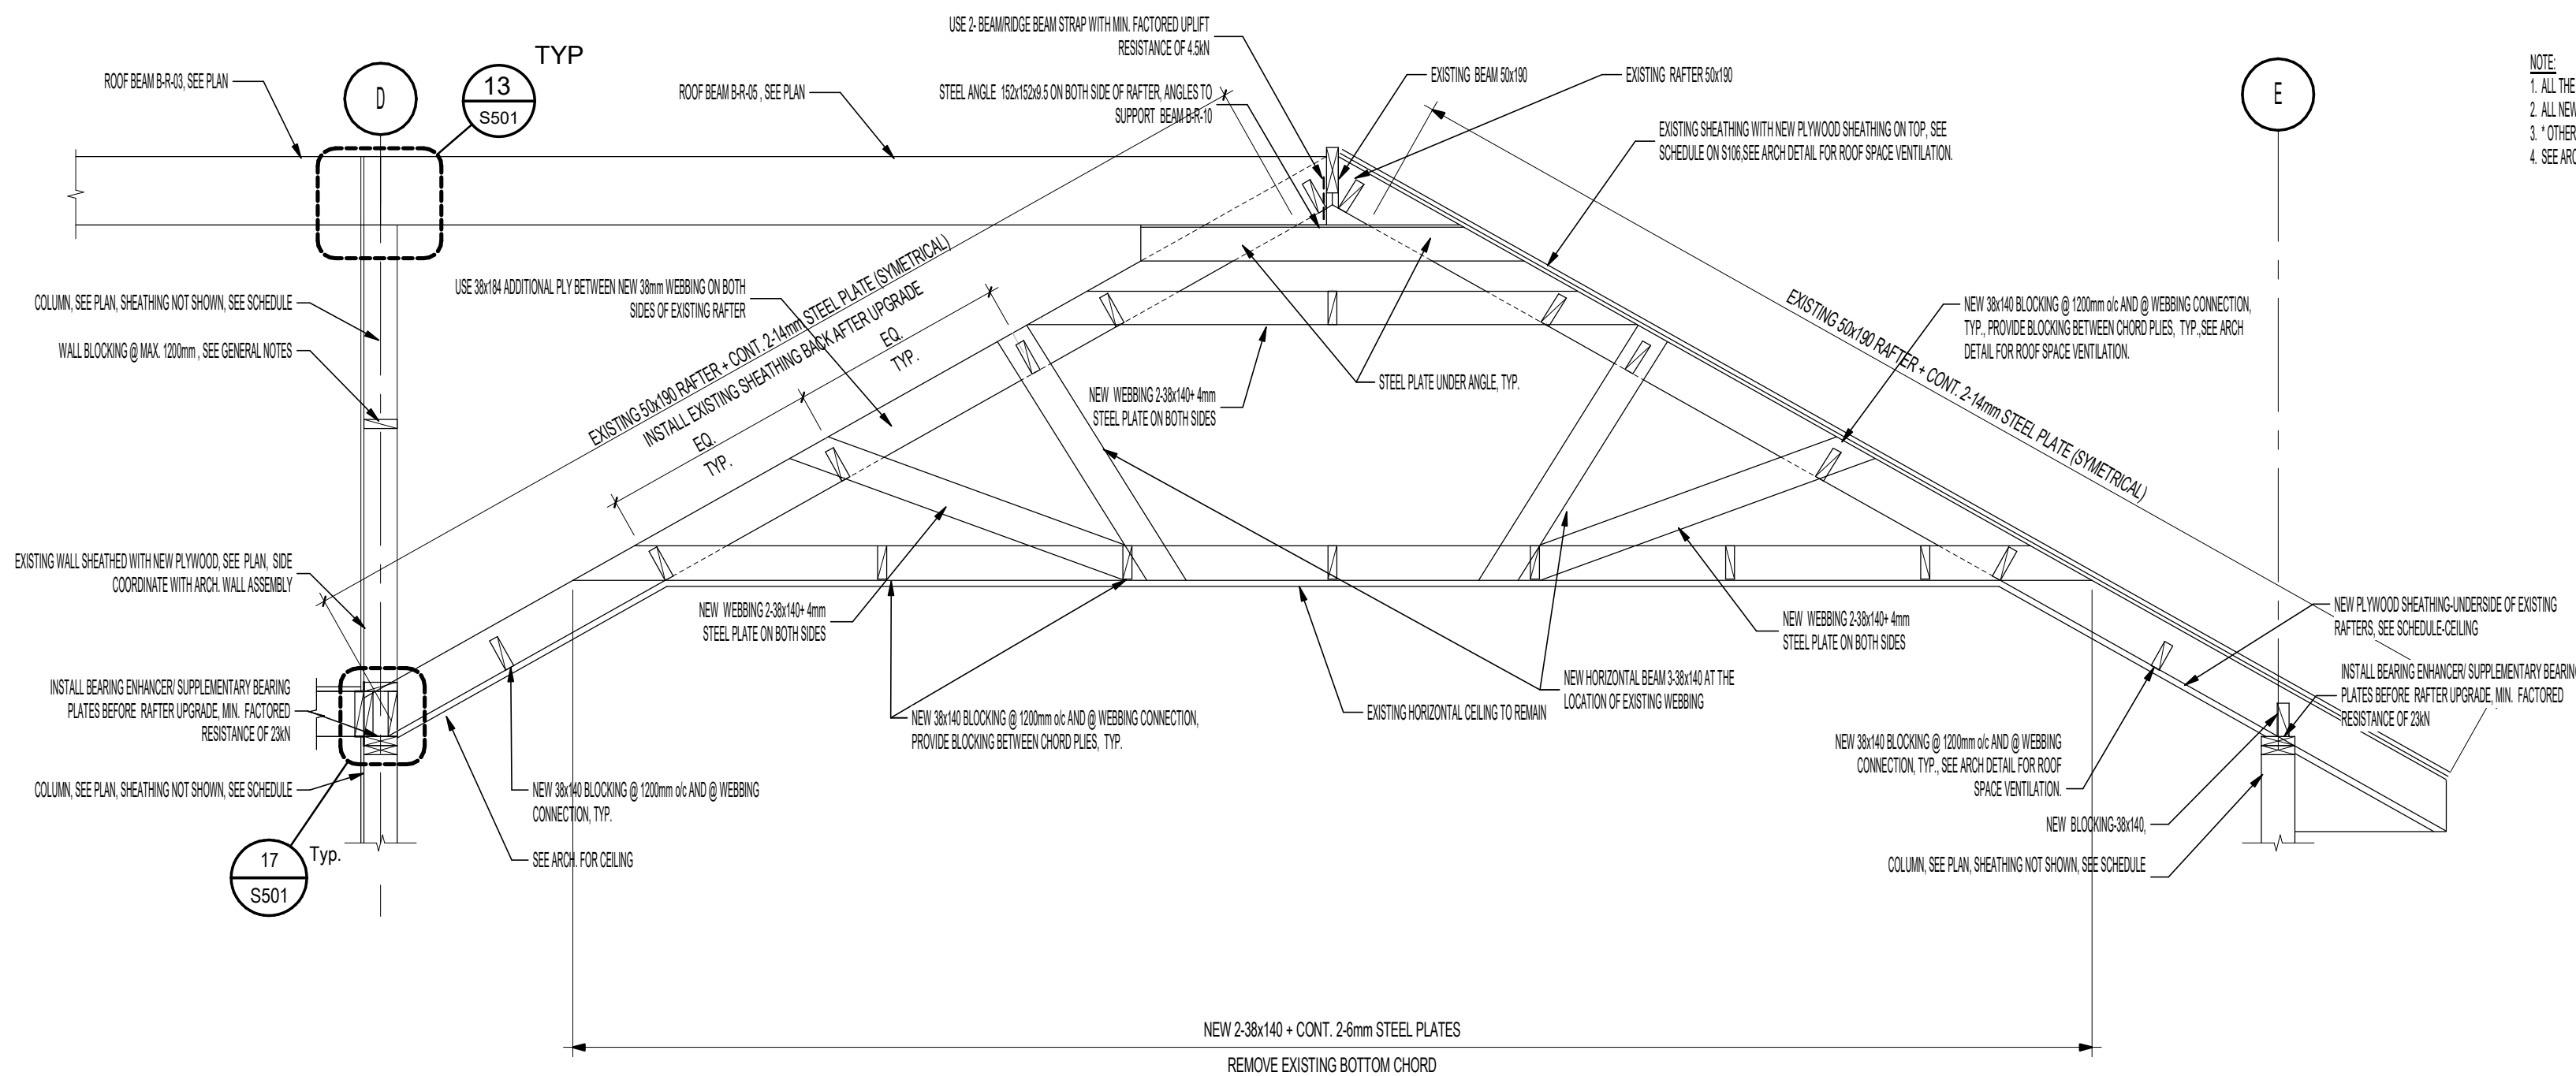 USE 2- BEAM/RIDGE BEAM STRAP WITH MIN. FACTORED UPLIFT
RESISTANCE OF 4.5kN
TYP
ROOF BEAM B-R-03, SEE PLAN
D
13
S501
ROOF BEAM B-R-05 , SEE PLAN
STEEL ANGLE 152x152x9.5 ON BOTH SIDE OF RAFTER, ANGLES TO
SUPPORT BEAM B-R-10
EXISTING BEAM 50x190
EXISTING RAFTER 50x190
E
NOTE:
1. ALL THE
2. ALL NEW
3. * OTHER
4. SEE ARC
EXISTING SHEATHING WITH NEW PLYWOOD SHEATHING ON TOP, SEE
SCHEDULE ON S106,SEE ARCH DETAIL FOR ROOF SPACE VENTILATION.
COLUMN, SEE PLAN, SHEATHING NOT SHOWN, SEE SCHEDULE
WALL BLOCKING @ MAX. 1200mm , SEE GENERAL NOTES
USE 38x184 ADDITIONAL PLY BETWEEN NEW 38mm WEBBING ON BOTH
SIDES OF EXISTING RAFTER
EXISTING 50x190 RAFTER + CONT. 2-14mm STEEL PLATE (SYMETRICAL)
INSTALL EXISTING SHEATHING BACK AFTER UPGRADE
EQ.
TYP.
EQ.
TYP.
NEW WEBBING 2-38x140+ 4mm
STEEL PLATE ON BOTH SIDES
STEEL PLATE UNDER ANGLE, TYP.
EXISTING 50x190 RAFTER + CONT. 2-14mm STEEL PLATE (SYMETRICAL)
NEW 38x140 BLOCKING @ 1200mm o/c AND @ WEBBING CONNECTION,
TYP., PROVIDE BLOCKING BETWEEN CHORD PLIES, TYP.,SEE ARCH
DETAIL FOR ROOF SPACE VENTILATION.
EXISTING WALL SHEATHED WITH NEW PLYWOOD, SEE PLAN, SIDE
COORDINATE WITH ARCH. WALL ASSEMBLY
NEW WEBBING 2-38x140+ 4mm
STEEL PLATE ON BOTH SIDES
NEW WEBBING 2-38x140+ 4mm
STEEL PLATE ON BOTH SIDES
NEW PLYWOOD SHEATHING-UNDERSIDE OF EXISTING
RAFTERS, SEE SCHEDULE-CEILING
INSTALL BEARING ENHANCER/ SUPPLEMENTARY BEARING
PLATES BEFORE RAFTER UPGRADE, MIN. FACTORED
RESISTANCE OF 23kN
INSTALL BEARING ENHANCER/ SUPPLEMENTARY BEARING
PLATES BEFORE RAFTER UPGRADE, MIN. FACTORED
RESISTANCE OF 23kN
NEW HORIZONTAL BEAM 3-38x140 AT THE
LOCATION OF EXISTING WEBBING
EXISTING HORIZONTAL CEILING TO REMAIN
NEW 38x140 BLOCKING @ 1200mm o/c AND @ WEBBING CONNECTION,
PROVIDE BLOCKING BETWEEN CHORD PLIES, TYP.
NEW 38x140 BLOCKING @ 1200mm o/c AND @ WEBBING
CONNECTION, TYP., SEE ARCH DETAIL FOR ROOF
SPACE VENTILATION.
COLUMN, SEE PLAN, SHEATHING NOT SHOWN, SEE SCHEDULE
NEW 38x140 BLOCKING @ 1200mm o/c AND @ WEBBING
CONNECTION, TYP.
NEW BLOCKING-38x140,
17
S501
Typ.
SEE ARCH. FOR CEILING
COLUMN, SEE PLAN, SHEATHING NOT SHOWN, SEE SCHEDULE
NEW 2-38x140 + CONT. 2-6mm STEEL PLATES
REMOVE EXISTING BOTTOM CHORD